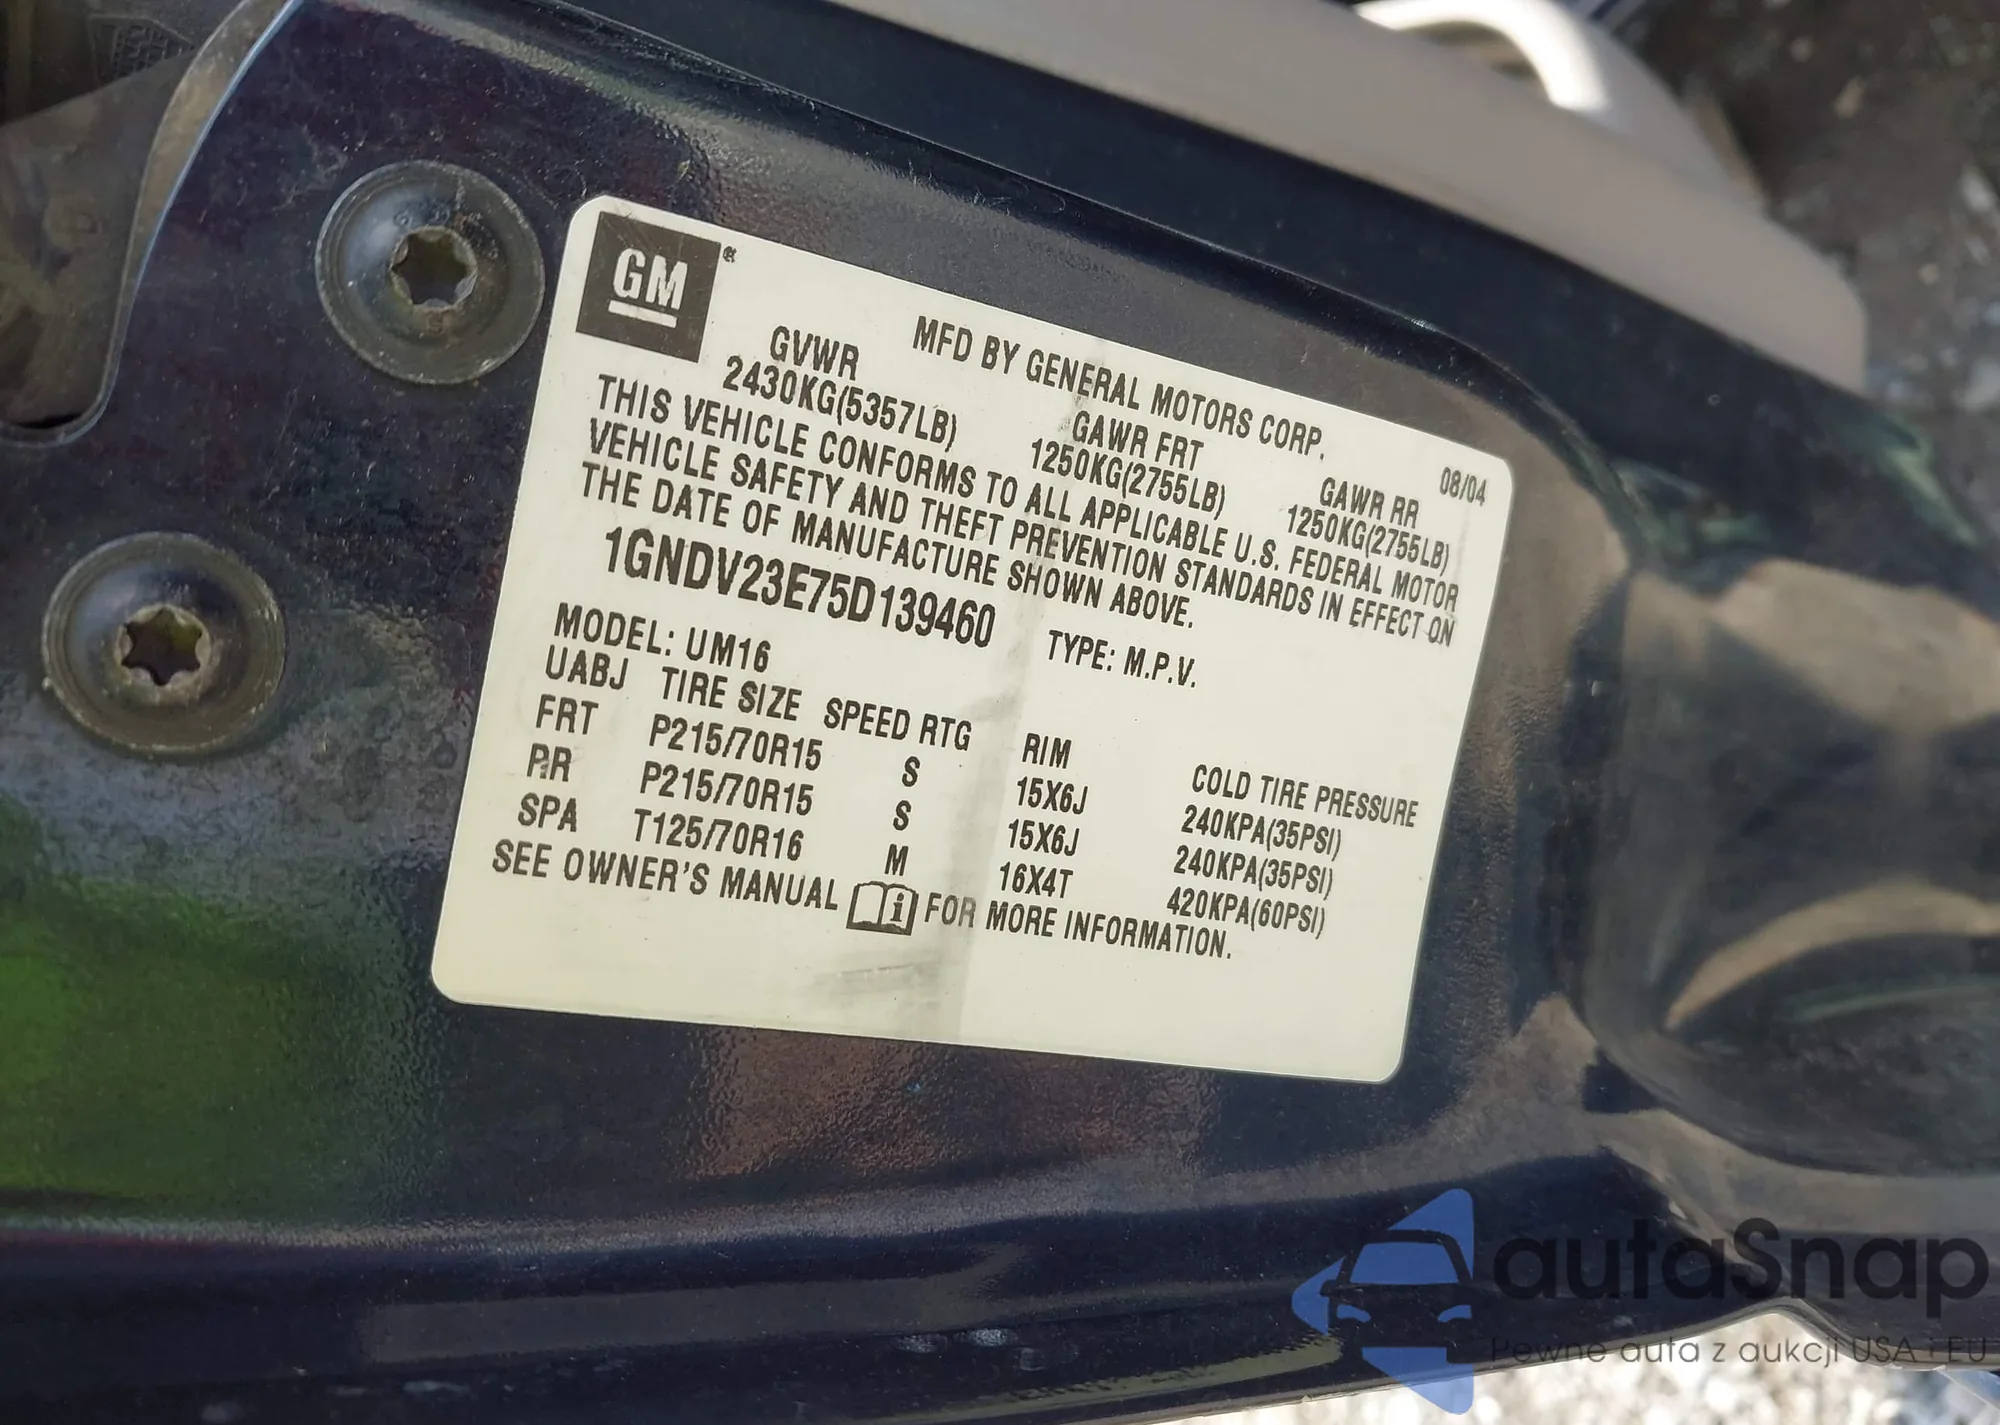 GM ®
MFD BY GENERAL MOTORS CORP. 08/04
GVWR GAWR FRT GAWR RR
2430KG(5357LB) 1250KG(2755LB) 1250KG(2755LB)
THIS VEHICLE CONFORMS TO ALL APPLICABLE U.S. FEDERAL MOTOR
VEHICLE SAFETY AND THEFT PREVENTION STANDARDS IN EFFECT ON
THE DATE OF MANUFACTURE SHOWN ABOVE.
1GNDV23E75D139460 TYPE: M.P.V.
MODEL: UM16
UABJ TIRE SIZE SPEED RTG RIM COLD TIRE PRESSURE
FRT P215/70R15 S 15X6J 240KPA(35PSI)
RR P215/70R15 S 15X6J 240KPA(35PSI)
SPA T125/70R16 M 16X4T 420KPA(60PSI)
SEE OWNER'S MANUAL i FOR MORE INFORMATION.
autaSnap
Pewne auta z aukcji USA i EU